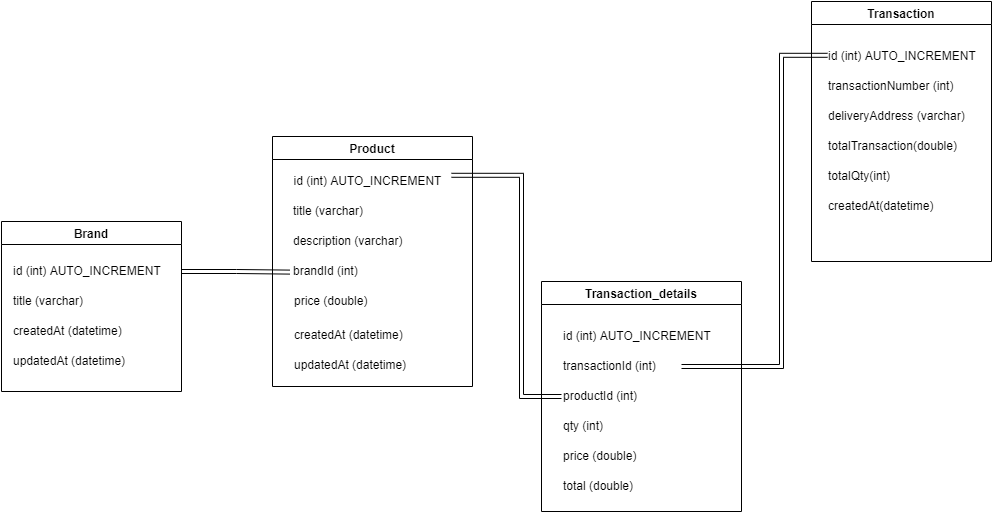 Transaction
id (int) AUTO_INCREMENT
transactionNumber (int)
deliveryAddress (varchar)
totalTransaction(double)
totalQty(int)
createdAt(datetime)
Product
id (int) AUTO_INCREMENT
title (varchar)
description (varchar)
brandId (int)
price (double)
createdAt (datetime)
updatedAt (datetime)
Brand
id (int) AUTO_INCREMENT
title (varchar)
createdAt (datetime)
updatedAt (datetime)
Transaction_details
id (int) AUTO_INCREMENT
transactionId (int)
productId (int)
qty (int)
price (double)
total (double)